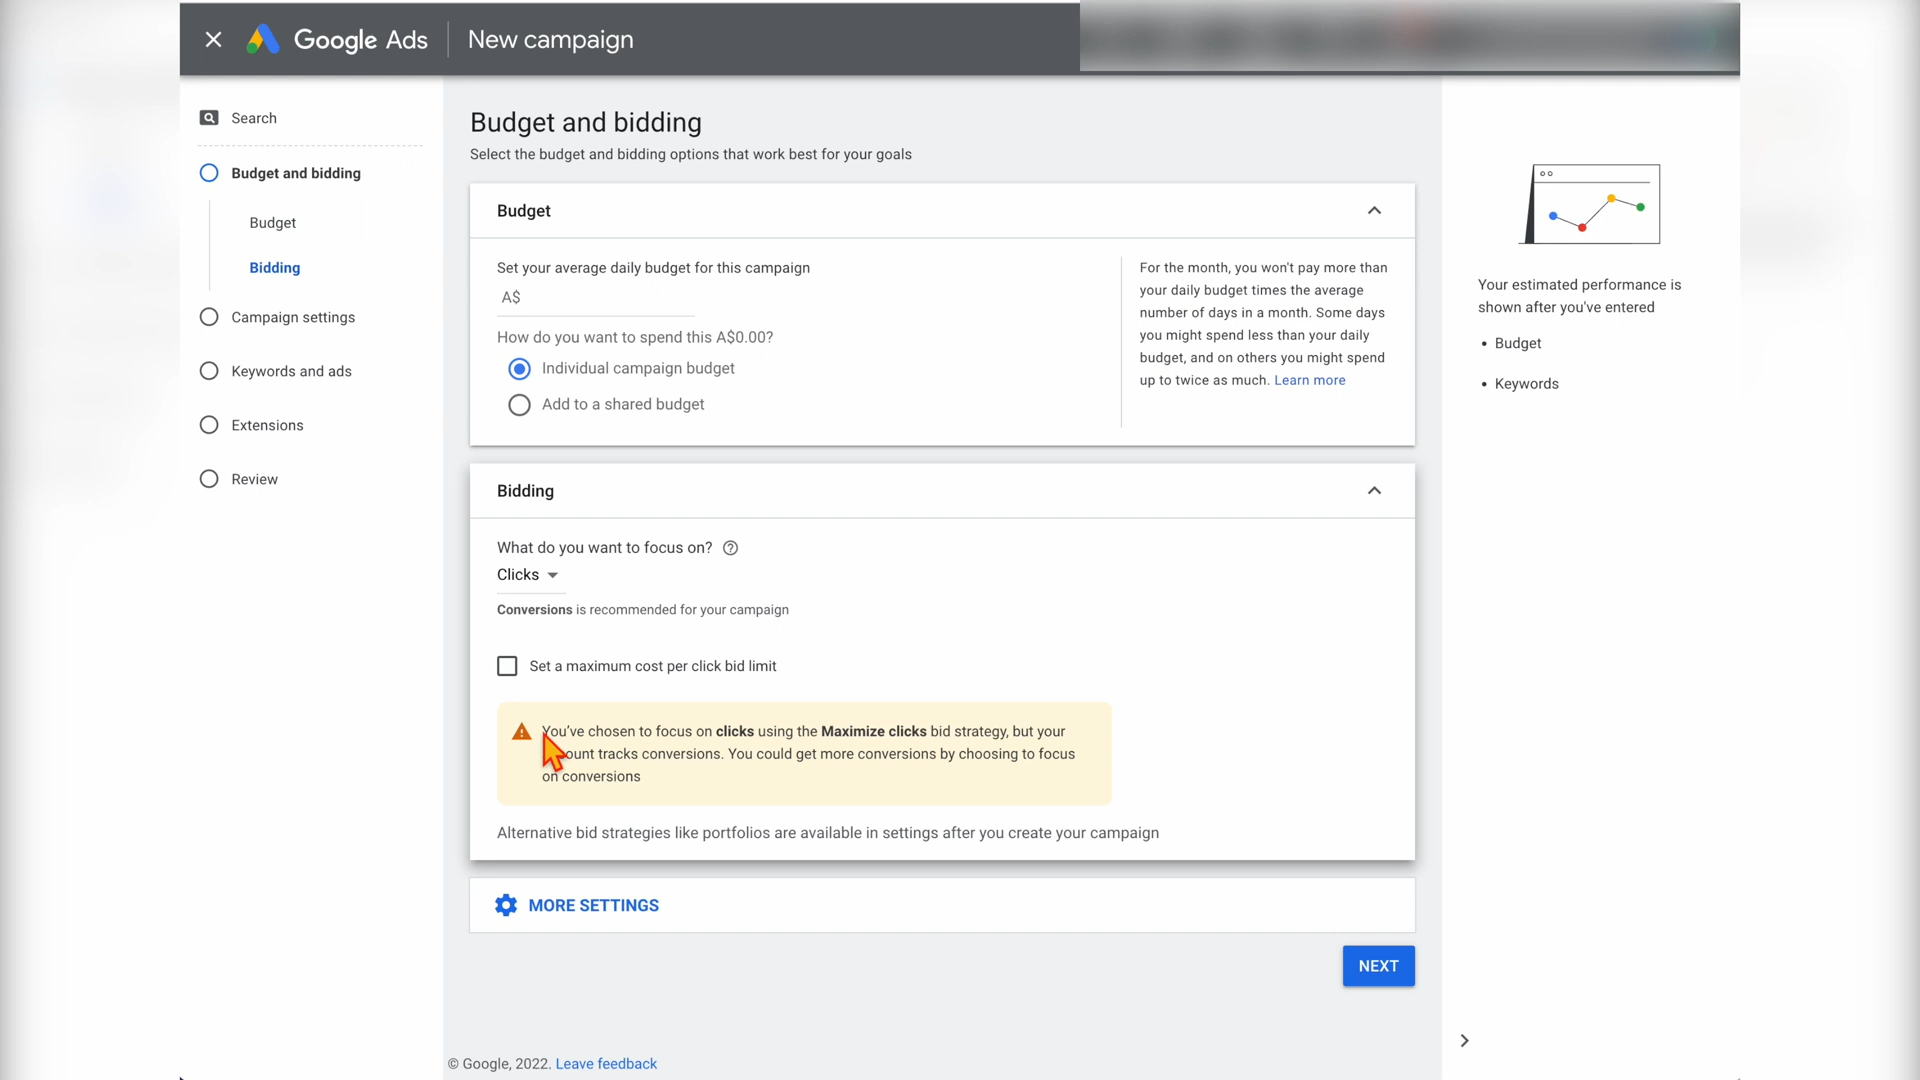 Google Ads
New campaign
Search
Budget and bidding
Budget
Bidding
Campaign settings
Keywords and ads
Extensions
Review
Budget and bidding
Select the budget and bidding options that work best for your goals
Budget
Set your average daily budget for this campaign
A$
How do you want to spend this A$0.00?
Individual campaign budget
Add to a shared budget
For the month, you won't pay more than
your daily budget times the average
number of days in a month. Some days
you might spend less than your daily
budget, and on others you might spend
up to twice as much. Learn more
Bidding
What do you want to focus on?
Clicks
Conversions is recommended for your campaign
Set a maximum cost per click bid limit
You've chosen to focus on clicks using the Maximize clicks bid strategy, but your
tracks conversions. You could get more conversions by choosing to focus
on conversions
Alternative bid strategies like portfolios are available in settings after you create your campaign
MORE SETTINGS
NEXT
© Google, 2022. Leave feedback
Your estimated performance is
shown after you've entered
• Budget
• Keywords